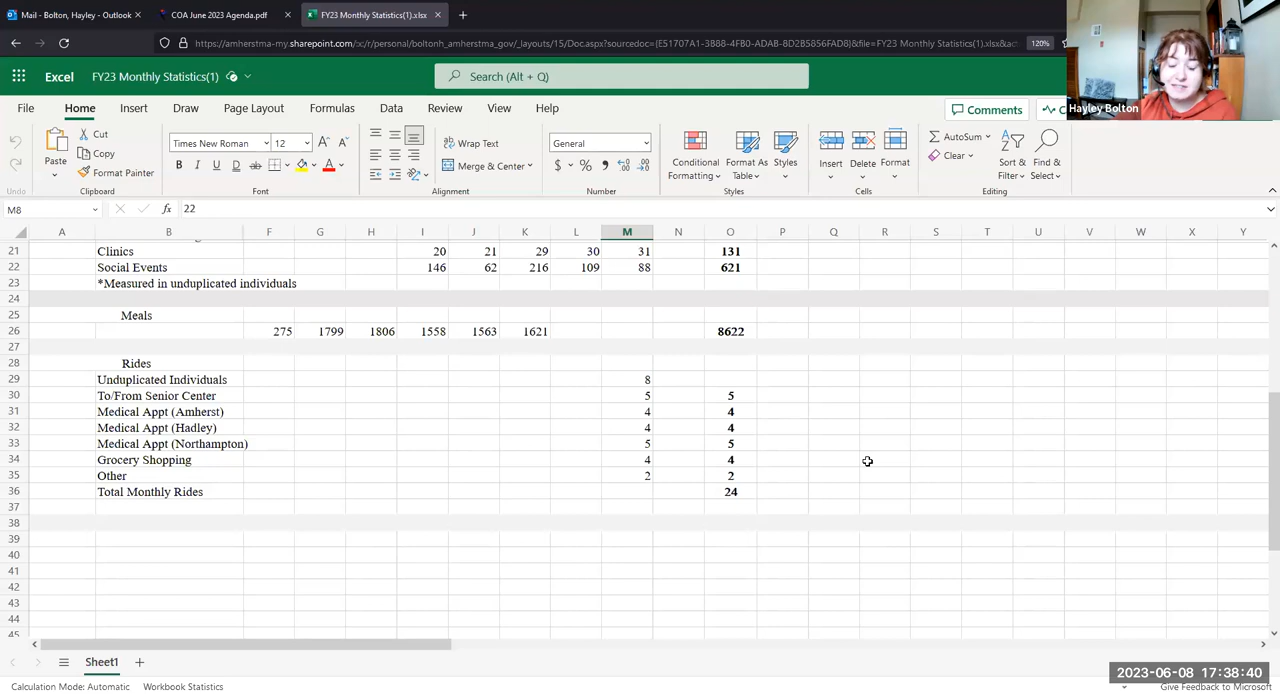 Mail - Bolton, Hayley - Outlook
COA June 2023 Agenda.pdf
FY23 Monthly Statistics(1).xlsx
https://amherstma-my.sharepoint.com/:x:/r/personal/boltonh_amherstma_gov/_layouts/15/Doc.aspx?sourcedoc={E51707A1-3B88-4FB0-ADAB-8D2B5856FAD8}&file=FY23 Monthly Statistics(1).xlsx&ac
120%
Excel FY23 Monthly Statistics(1)
Search (Alt + Q)
Hayley Bolton
File Home Insert Draw Page Layout Formulas Data Review View Help Comments
Undo
Paste Cut Copy Format Painter
Clipboard
Times New Roman 12
B I U D ab A
Font
Wrap Text
Merge & Center
Alignment
General
$ % 9
Number
Conditional Formatting Format As Table Styles
Styles
Insert Delete Format
Cells
AutoSum Clear Sort & Filter Find & Select
Editing
M8 fx 22
A B F G H I J K L M N O P Q R S T U V W X Y
21 Clinics 20 21 29 30 31 131
22 Social Events 146 62 216 109 88 621
23 *Measured in unduplicated individuals
24
25 Meals
26 275 1799 1806 1558 1563 1621 8622
27
28 Rides
29 Unduplicated Individuals 8
30 To/From Senior Center 5 5
31 Medical Appt (Amherst) 4 4
32 Medical Appt (Hadley) 4 4
33 Medical Appt (Northampton) 5 5
34 Grocery Shopping 4 4
35 Other 2 2
36 Total Monthly Rides 24
37
38
39
40
41
42
43
44
45
Sheet1
2023-06-08 17:38:40
Calculation Mode: Automatic Workbook Statistics Give Feedback to Microsoft